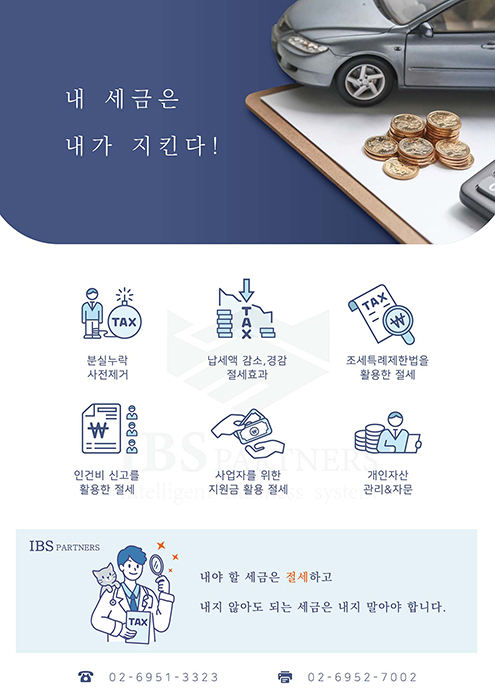 내 세금은
내가 지킨다!
TAX
TAX
TAX
분실누락
사전제거
납세액 감소,경감
절세효과
조세특례제한법을
활용한 절세
인건비 신고를
활용한 절세
사업자를 위한
지원금 활용 절세
개인자산
관리&자문
IBS PARTNERS
IBS PARTNERS
TAX
내야 할 세금은 절세하고
내지 않아도 되는 세금은 내지 말아야 합니다.
02-6951-3323
02-6952-7002